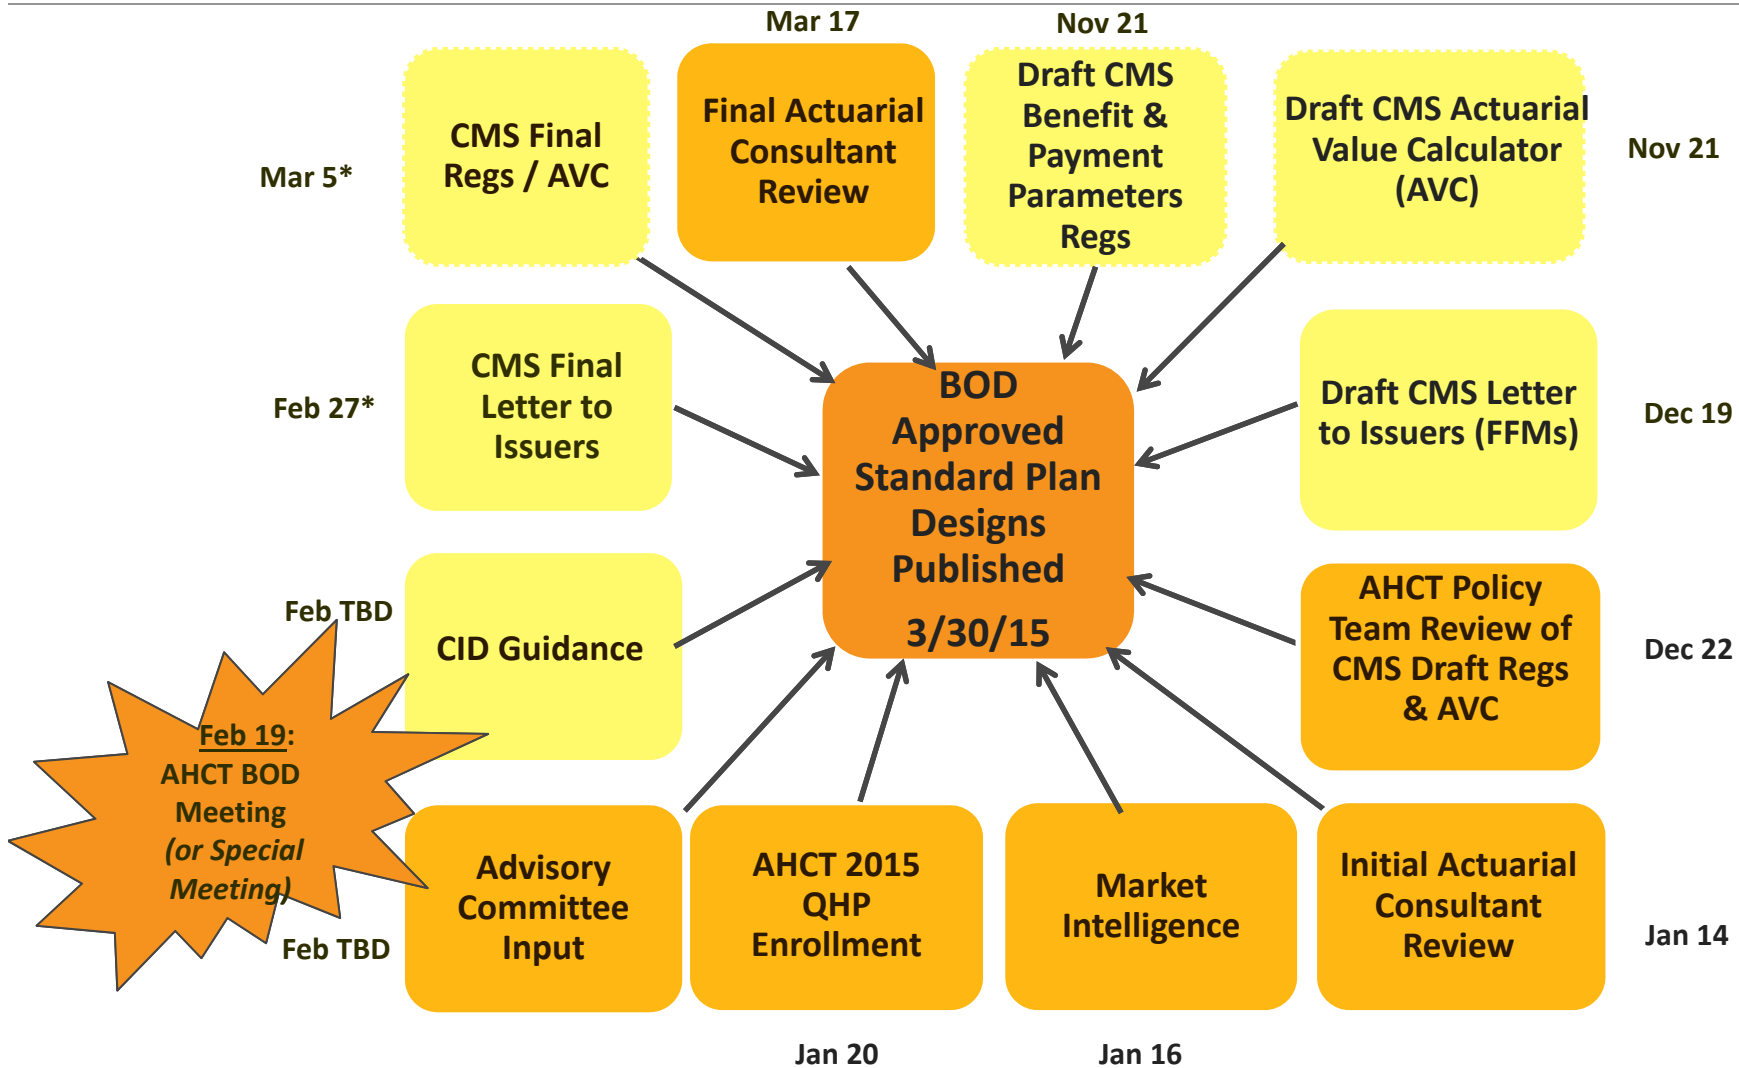 Mar 17
Nov 21
CMS Final
Regs / AVC
Mar 5*
Final Actuarial
Consultant
Review
Draft CMS
Benefit &
Payment
Parameters
Regs
Draft CMS Actuarial
Value Calculator
(AVC)
Nov 21
CMS Final
Letter to
Issuers
Feb 27*
BOD
Approved
Standard Plan
Designs
Published
3/30/15
Draft CMS Letter
to Issuers (FFMs)
Dec 19
Feb TBD
CID Guidance
AHCT Policy
Team Review of
CMS Draft Regs
& AVC
Dec 22
Feb 19:
AHCT BOD
Meeting
(or Special
Meeting)
Feb TBD
Advisory
Committee
Input
AHCT 2015
QHP
Enrollment
Market
Intelligence
Initial Actuarial
Consultant
Review
Jan 14
Jan 20
Jan 16